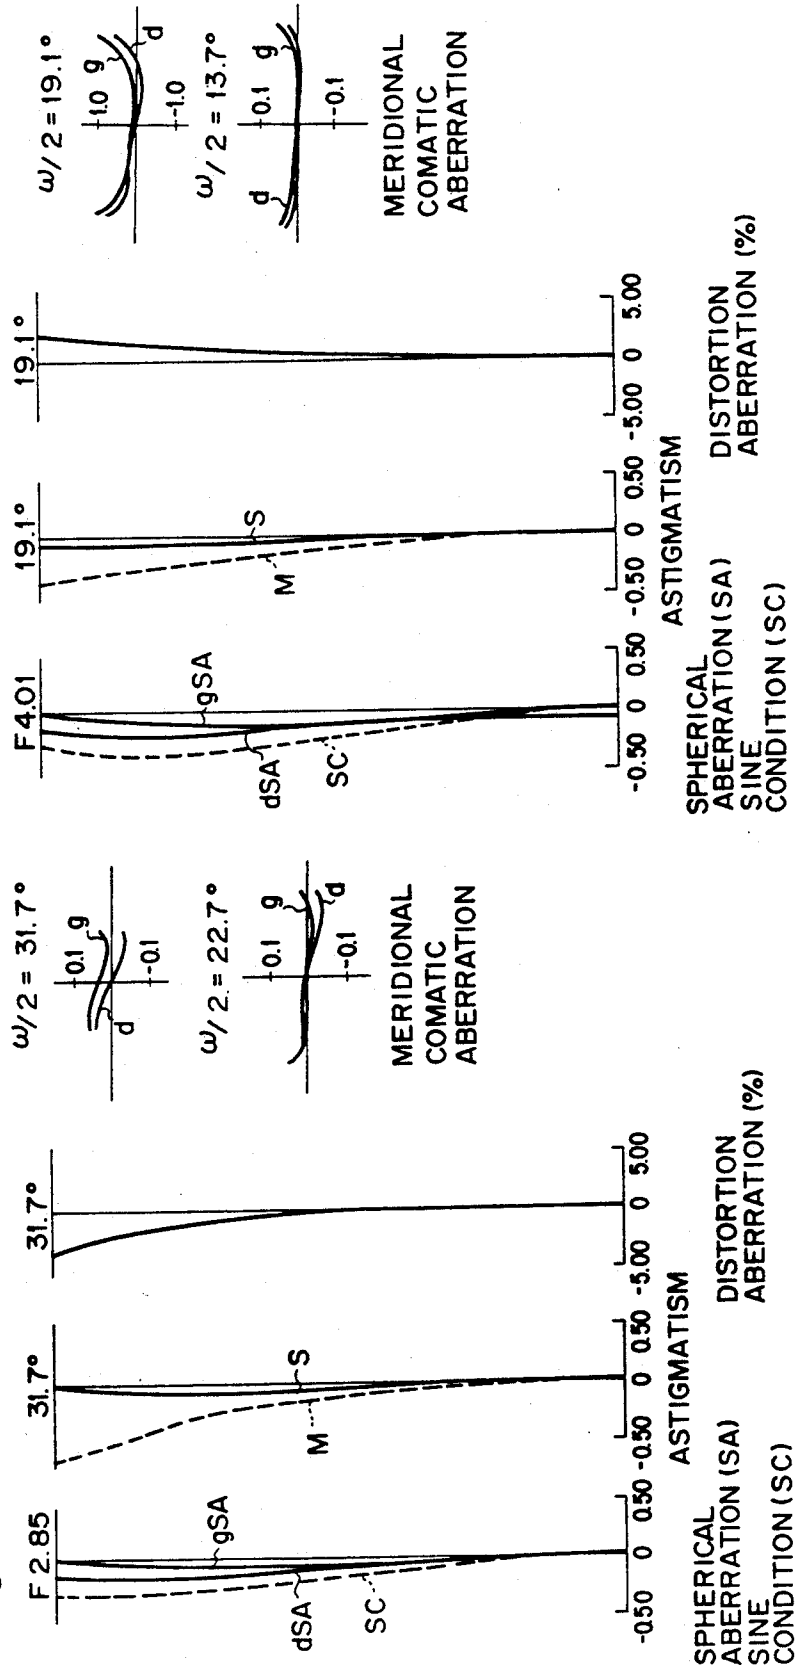 F 2.85
gSA
dSA
SC
-0.50
0
0.50
SPHERICAL
ABERRATION (SA)
SINE
CONDITION (SC)
31.7°
S
M
-0.50
0
0.50
ASTIGMATISM
31.7°
-5.00
0
5.00
DISTORTION
ABERRATION (%)
ω/2 = 31.7°
0.1
g
d
-0.1
ω/2 = 22.7°
0.1
g
d
-0.1
MERIDIONAL
COMATIC
ABERRATION
F 4.01
gSA
dSA
SC
-0.50
0
0.50
SPHERICAL
ABERRATION (SA)
SINE
CONDITION (SC)
19.1°
S
M
-0.50
0
0.50
ASTIGMATISM
19.1°
-5.00
0
5.00
DISTORTION
ABERRATION (%)
ω/2 = 19.1°
1.0
g
d
-1.0
ω/2 = 13.7°
d
0.1
g
-0.1
MERIDIONAL
COMATIC
ABERRATION